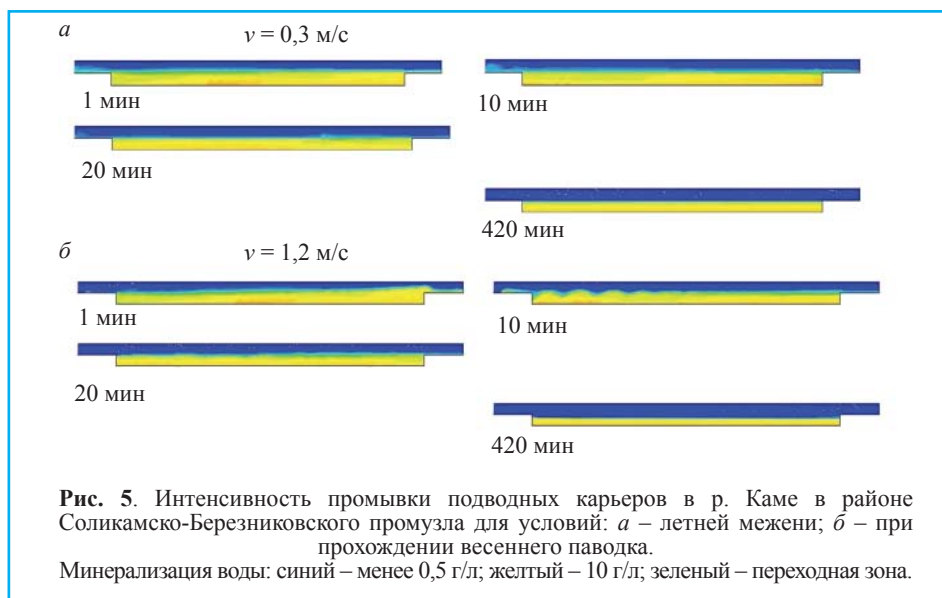 а
v = 0,3 м/с
1 мин
10 мин
20 мин
420 мин
б
v = 1,2 м/с
1 мин
10 мин
20 мин
420 мин
Рис. 5. Интенсивность промывки подводных карьеров в р. Каме в районе
Соликамско-Березниковского промузла для условий: а – летней межени; б – при
прохождении весеннего паводка.
Минерализация воды: синий – менее 0,5 г/л; желтый – 10 г/л; зеленый – переходная зона.